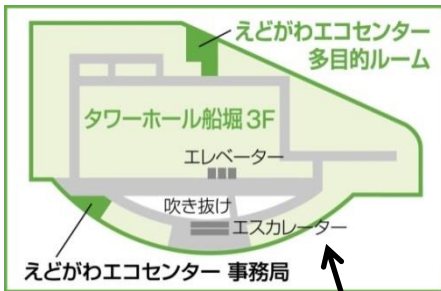 えどがわエコセンター
多目的ルーム
タワーホール船堀3F
エレベーター
吹き抜け
エスカレーター
えどがわエコセンター 事務局